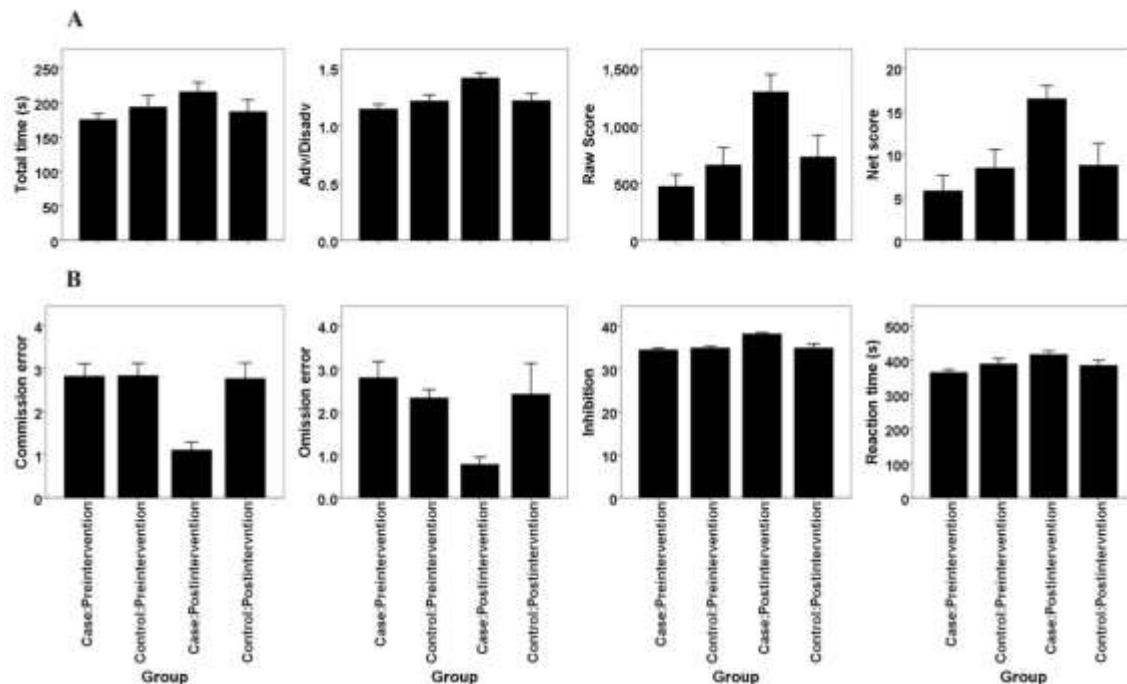 A
Total time (s)
250
200
150
100
50
0
Adv/Disadv
1.5
1.0
0.5
0.0
Raw Score
1,500
1,000
500
0
Net score
20
15
10
5
0
B
Commission error
4
3
2
1
0
Omission error
4.0
3.0
2.0
1.0
0.0
Inhibition
40
30
20
10
0
Reaction time (s)
500
400
300
200
100
0
Case:Preintervention
Control:Preintervention
Case:Postintervention
Control:Postintervntion
Group
Case:Preintervention
Control:Preintervention
Case:Postintervention
Control:Postintervntion
Group
Case:Preintervention
Control:Preintervention
Case:Postintervention
Control:Postintervntion
Group
Case:Preintervention
Control:Preintervention
Case:Postintervention
Control:Postintervntion
Group